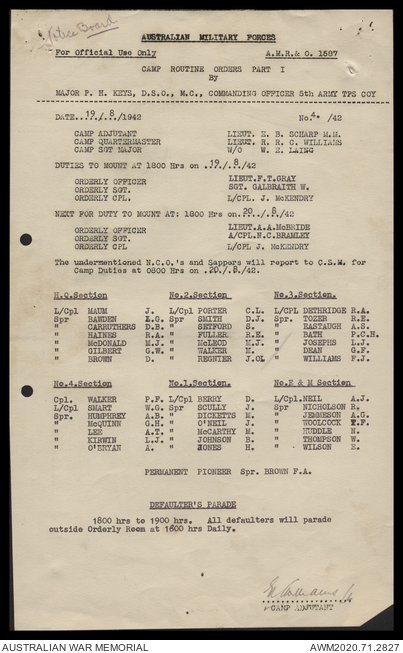 Notice Board
AUSTRALIAN MILITARY FORCES
For Official Use Only A.M.R.& O. 1587
CAMP ROUTINE ORDERS PART I
By
MAJOR P. H. KEYS, D.S.O., M.C., COMMANDING OFFICER 5th ARMY TPS COY
DATE..19./.8./1942 No.4. /42
CAMP ADJUTANT LIEUT. E. B. SCHARP M.M.
CAMP QUARTERMASTER LIEUT. R. R. C. WILLIAMS
CAMP SGT MAJOR W/O W. E. LAING
DUTIES TO MOUNT AT 1800 Hrs on .19./.8./42
ORDERLY OFFICER LIEUT.F.T.GRAY
ORDERLY SGT. SGT. GALBRAITH W.
ORDERLY CPL. L/CPL. J. McKENDRY
NEXT FOR DUTY TO MOUNT AT: 1800 Hrs on.20../.8./42
ORDERLY OFFICER LIEUT.A.A.McBRIDE
ORDERLY SGT. A/CPL.N.C.BRAMLEY
ORDERLY CPL L/CPL J. McKENDRY
The undermentioned N.C.O.'s and Sappers will report to C.S.M. for
Camp Duties at 0800 Hrs on .20./.8./42.
H.Q.Section No.2.Section No.3.Section.
L/Cpl MAUM J. L/Cpl PORTER C.L. L/CPL DETHRIDGE R.A.
Spr BAWDEN L.G. Spr SMITH D.J. Spr. TOZER R.E.
" CARRUTHERS D.B. " SETFORD S. " EASTAUGH A.S.
" HAINES R.A. " FULLER R.E. " BATH P.C.H.
" McDONALD M.J. " McLEOD M.J. " JOSEPHS L.J.
" GILBERT G.W. " WALKER M. " DEAN G.F.
" BROWN D. " REGNIER J.OL " WILLIAMS F.J.
No.4.Section No.1.Section. No.E & M Section
Cpl. WALKER P.F. L/Cpl BERRY D. L/Cpl.NEIL A.J.
L/Cpl SMART W.G. Spr SCULLY J. Spr NICHOLSON R.
Spr. HUMPHREY A.B. " DICKETTS M. " JEMMESON A.G.
" McQUINN G.H. " O'NEIL J. " WOOLCOCK T.F.
" LEE A.T. " McCARTHY M. " HUDDLE N.
" KIRWIN L.J. " JOHNSON B. " THOMPSON W.
" O'BRYAN A. " JONES H. " WILSON E.
PERMANENT PIONEER Spr. BROWN F.A.
DEFAULTER'S PARADE
1800 hrs to 1900 hrs. All defaulters will parade
outside Orderly Room at 1800 hrs Daily.
CAMP ADJUTANT
AUSTRALIAN WAR MEMORIAL AWM2020.71.2827